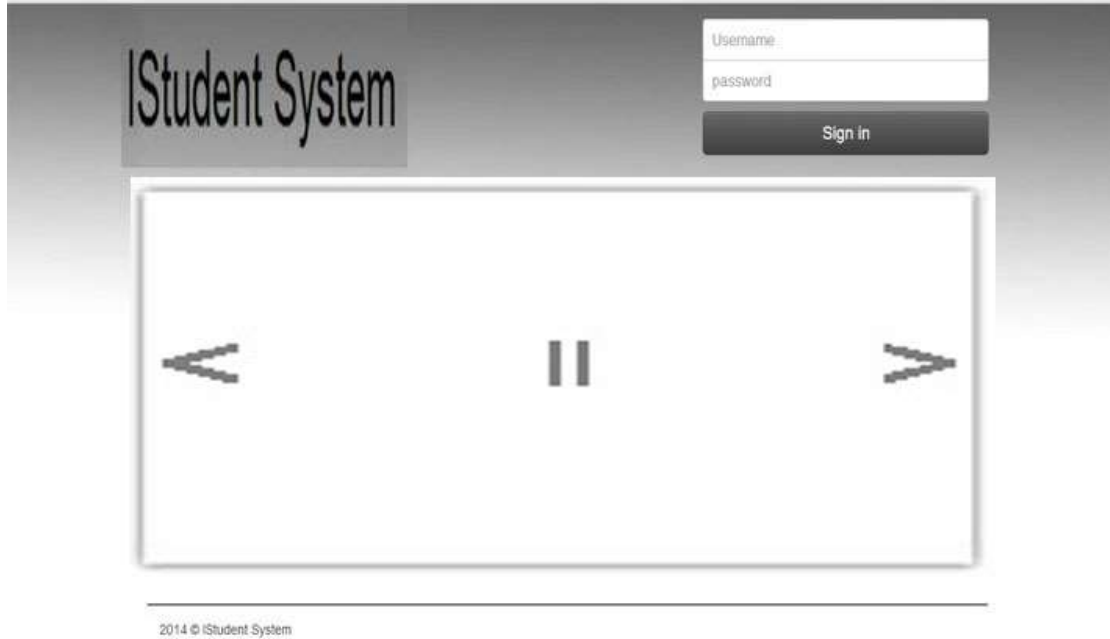 IStudent System
Username
password
Sign in
<
II
>
2014 © IStudent System